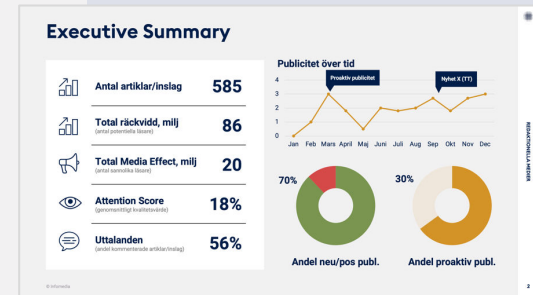 Executive Summary
Antal artiklar/inslag 585
Total räckvidd, milj 86
(antal potentiella läsare)
Total Media Effect, milj 20
(antal sannolika läsare)
Attention Score 18%
(genomsnittligt kvalitetsvärde)
Uttalanden 56%
(andel kommenterade artiklar/inslag)
Publicitet över tid
Proaktiv publicitet
Nyhet X (TT)
4
3
2
1
0
Jan Feb Mars April Maj Juni Juli Aug Sep Okt Nov Dec
70%
30%
Andel neu/pos publ.
Andel proaktiv publ.
REDAKTIONELLA MEDIER
© Infomedia
2